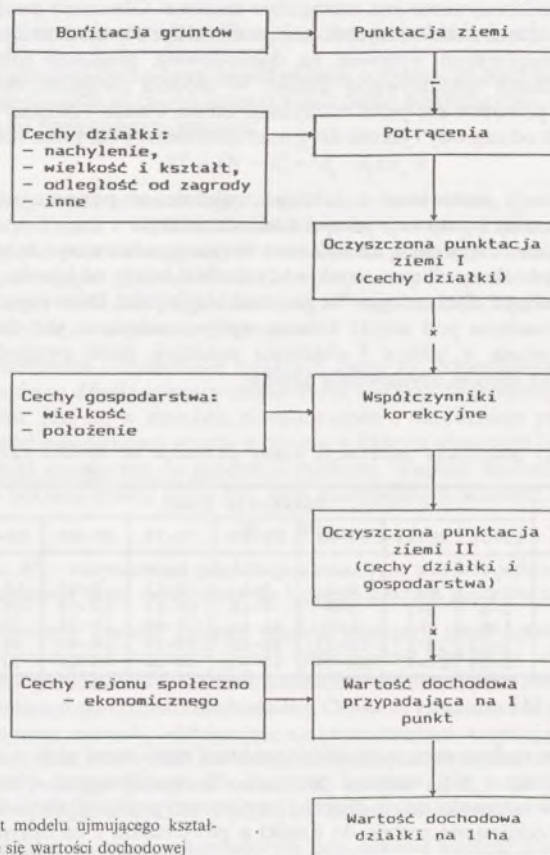 Bonitacja gruntów
Punktacja ziemi
-
Cechy działki:
- nachylenie,
- wielkość i kształt,
- odległość od zagrody
- inne
Potrącenia
Oczyszczona punktacja
ziemi I
(cechy działki)
×
Cechy gospodarstwa:
- wielkość
- położenie
Współczynniki
korekcyjne
Oczyszczona punktacja
ziemi II
(cechy działki i
gospodarstwa)
×
Cechy rejonu społeczno
ekonomicznego
Wartość dochodowa
przypadająca na 1
punkt
Wartość dochodowa
działki na 1 ha
t modelu ujmującego kształ-
się wartości dochodowej